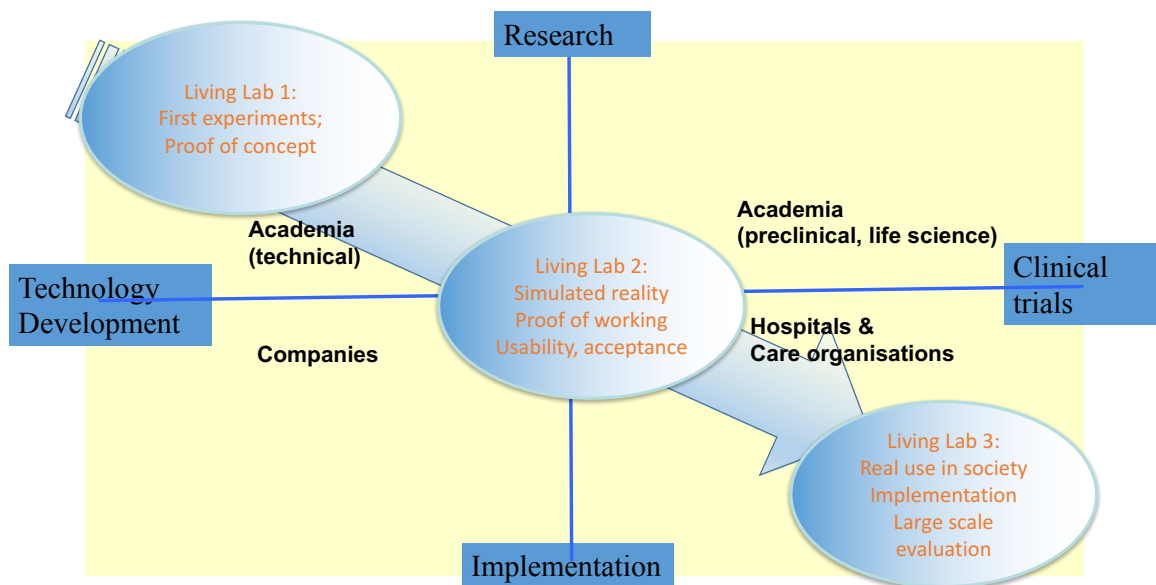 Research
Living Lab 1:
First experiments;
Proof of concept
Academia
(technical)
Academia
(preclinical, life science)
Technology
Development
Living Lab 2:
Simulated reality
Proof of working
Usability, acceptance
Clinical
trials
Companies
Hospitals &
Care organisations
Living Lab 3:
Real use in society
Implementation
Large scale
evaluation
Implementation